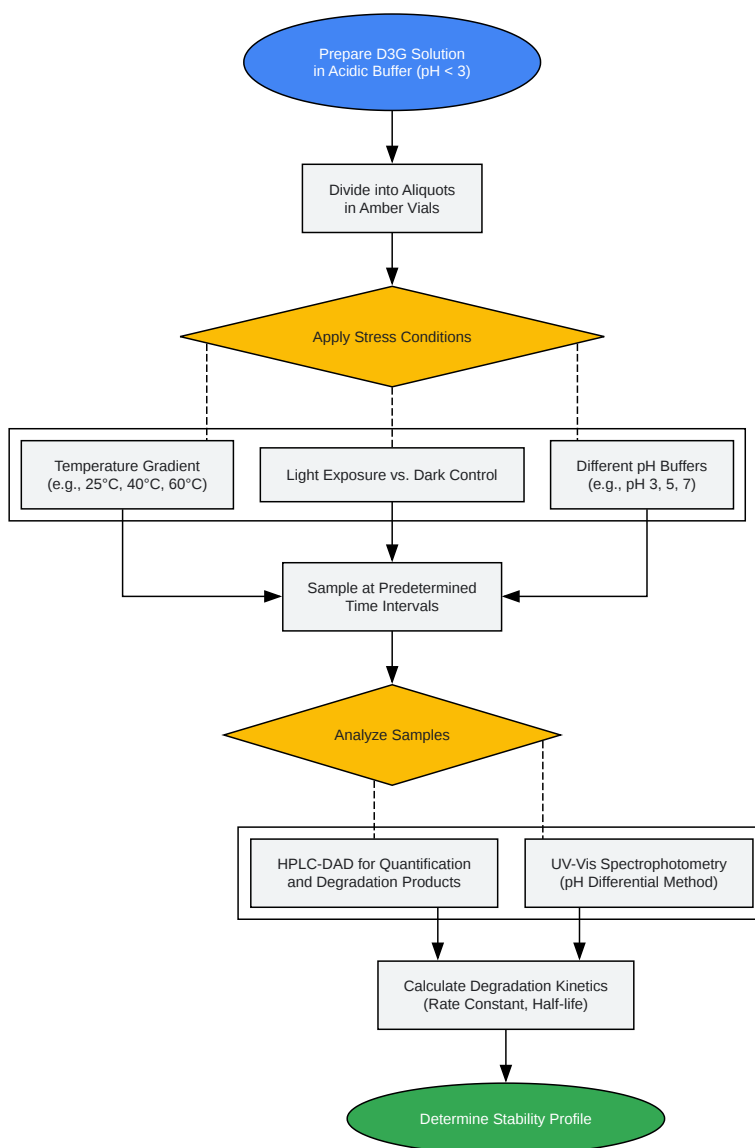 Prepare D3G Solution
in Acidic Buffer (pH < 3)
Divide into Aliquots
in Amber Vials
Apply Stress Conditions
Temperature Gradient
(e.g., 25°C, 40°C, 60°C)
Light Exposure vs. Dark Control
Different pH Buffers
(e.g., pH 3, 5, 7)
Sample at Predetermined
Time Intervals
Analyze Samples
HPLC-DAD for Quantification
and Degradation Products
UV-Vis Spectrophotometry
(pH Differential Method)
Calculate Degradation Kinetics
(Rate Constant, Half-life)
Determine Stability Profile